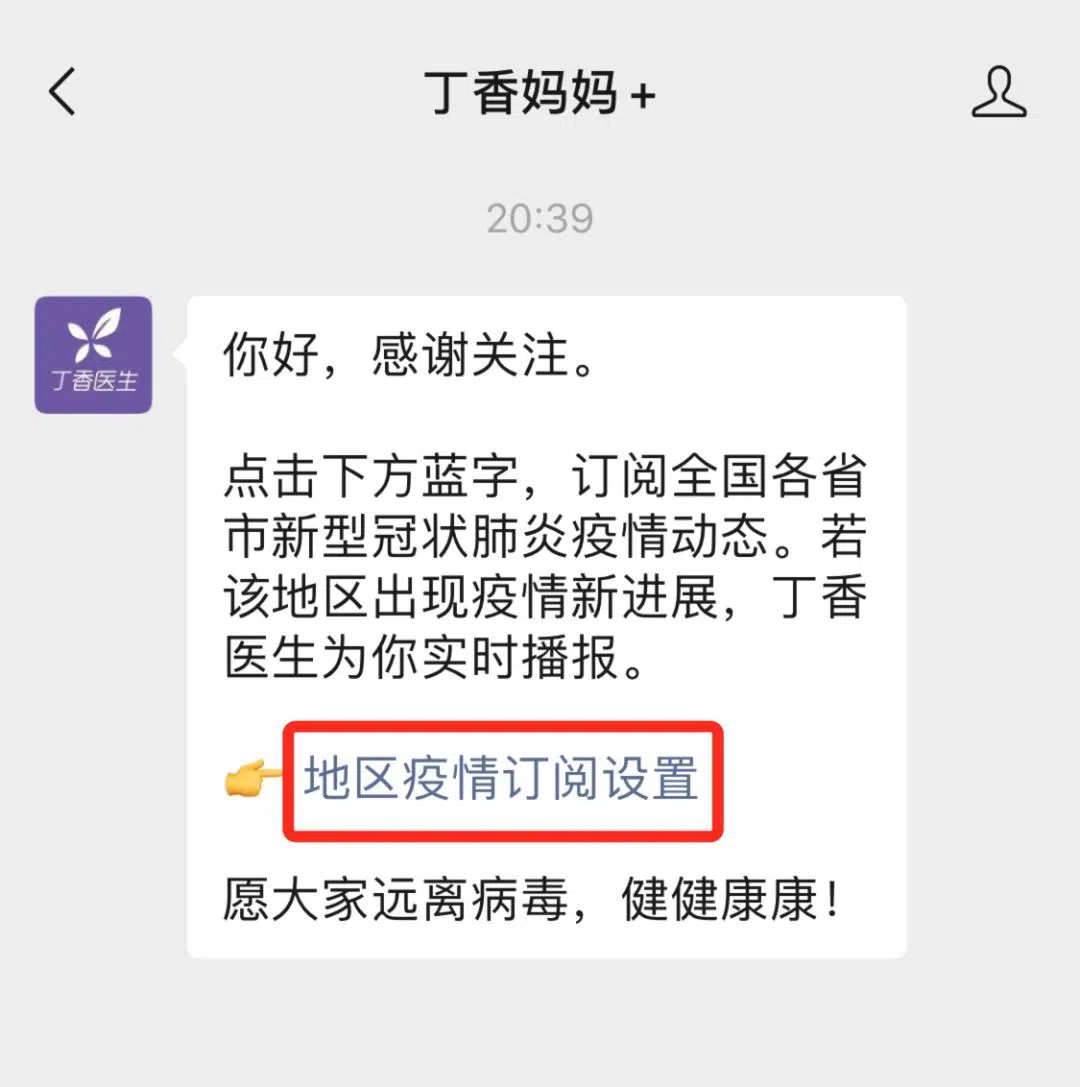 丁香妈妈+
20:39
丁香医生
你好，感谢关注。
点击下方蓝字，订阅全国各省
市新型冠状肺炎疫情动态。若
该地区出现疫情新进展，丁香
医生为你实时播报。
👉地区疫情订阅设置
愿大家远离病毒，健健康康！